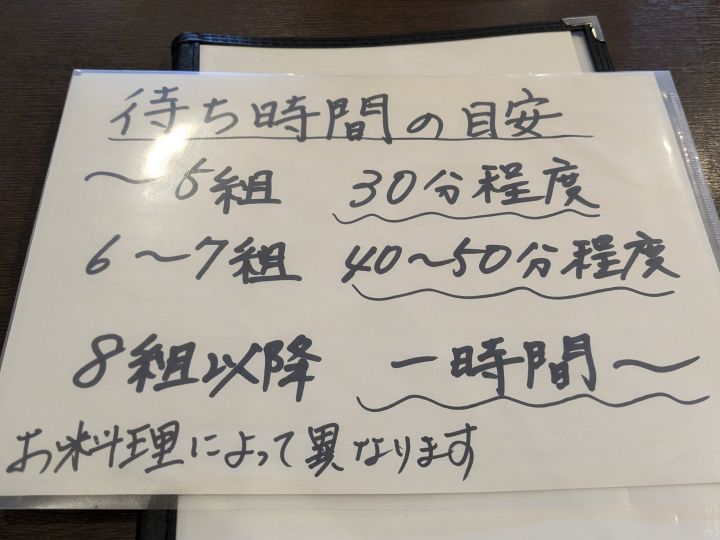 待ち時間の目安
～5組 30分程度
6～7組 40～50分程度
8組以降 一時間～
お料理によって異なります